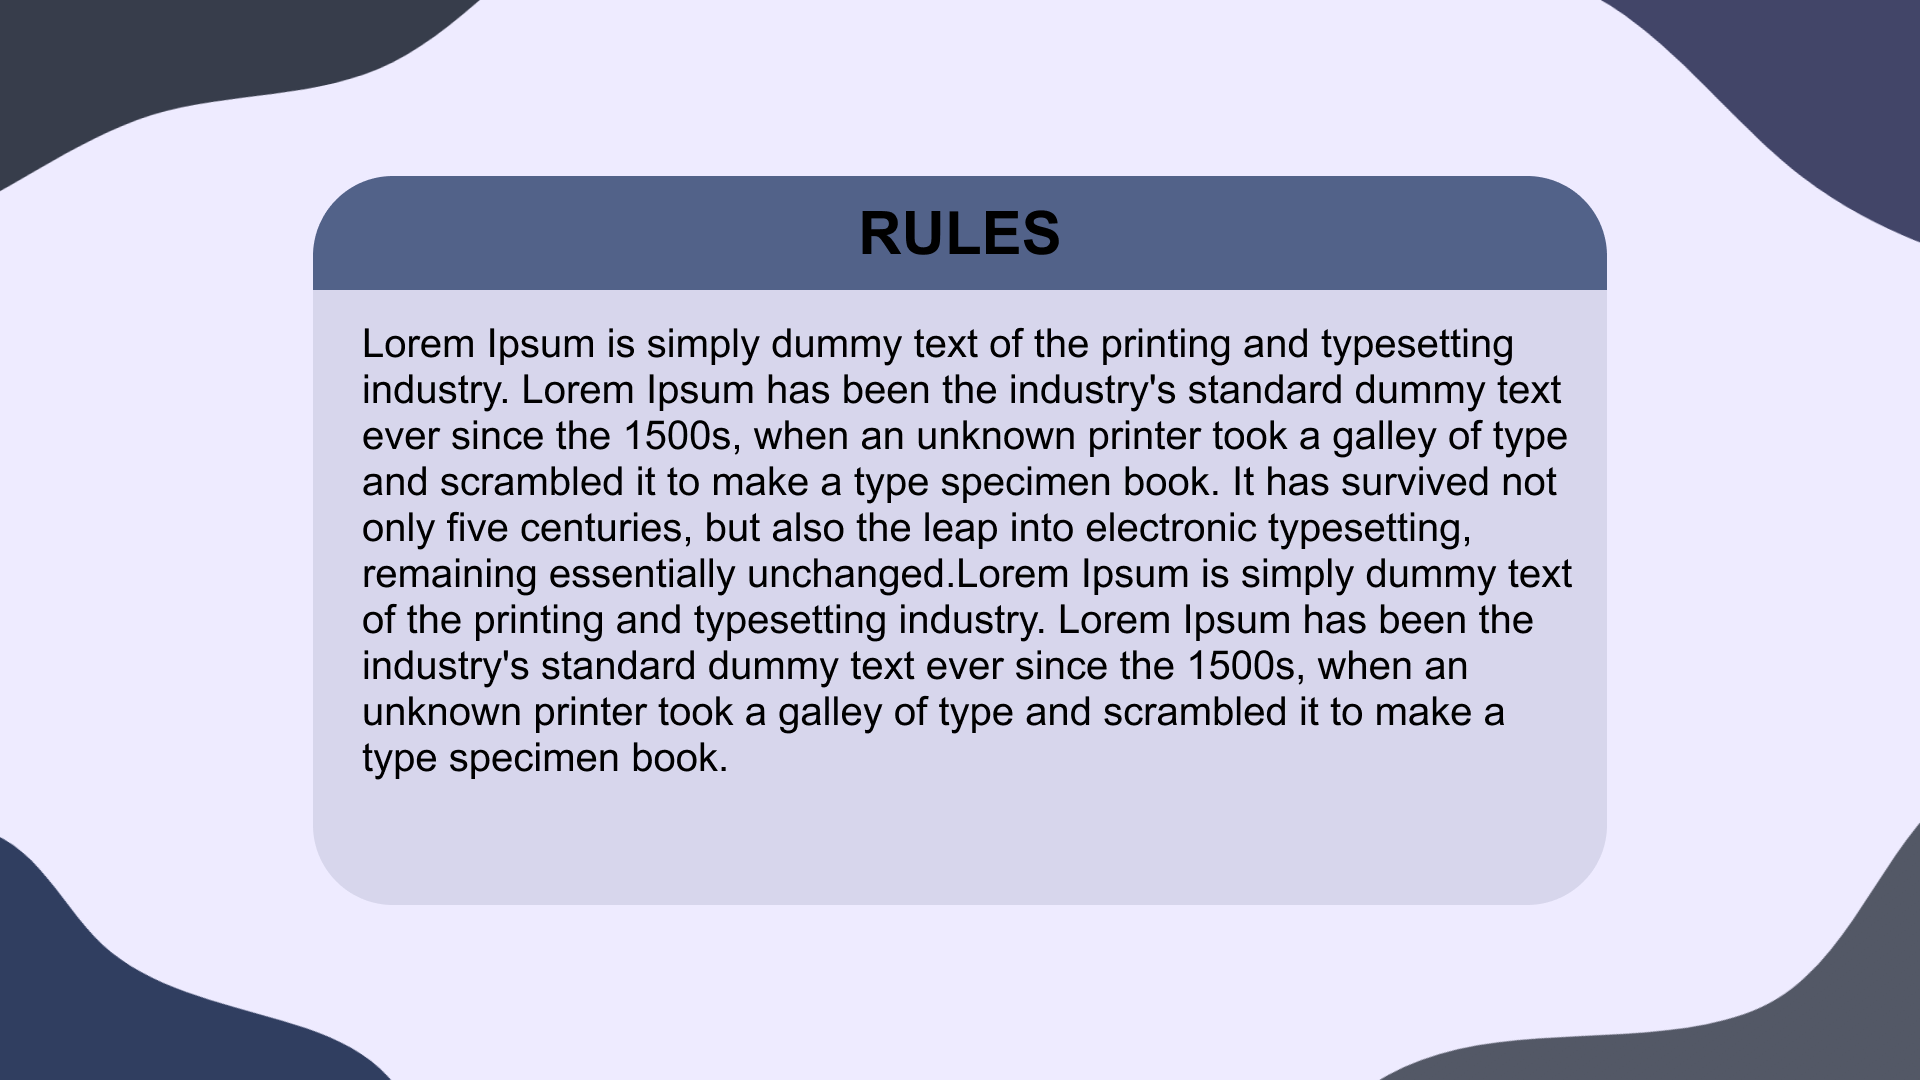 RULES
Lorem Ipsum is simply dummy text of the printing and typesetting
industry. Lorem Ipsum has been the industry's standard dummy text
ever since the 1500s, when an unknown printer took a galley of type
and scrambled it to make a type specimen book. It has survived not
only five centuries, but also the leap into electronic typesetting,
remaining essentially unchanged.Lorem Ipsum is simply dummy text
of the printing and typesetting industry. Lorem Ipsum has been the
industry's standard dummy text ever since the 1500s, when an
unknown printer took a galley of type and scrambled it to make a
type specimen book.